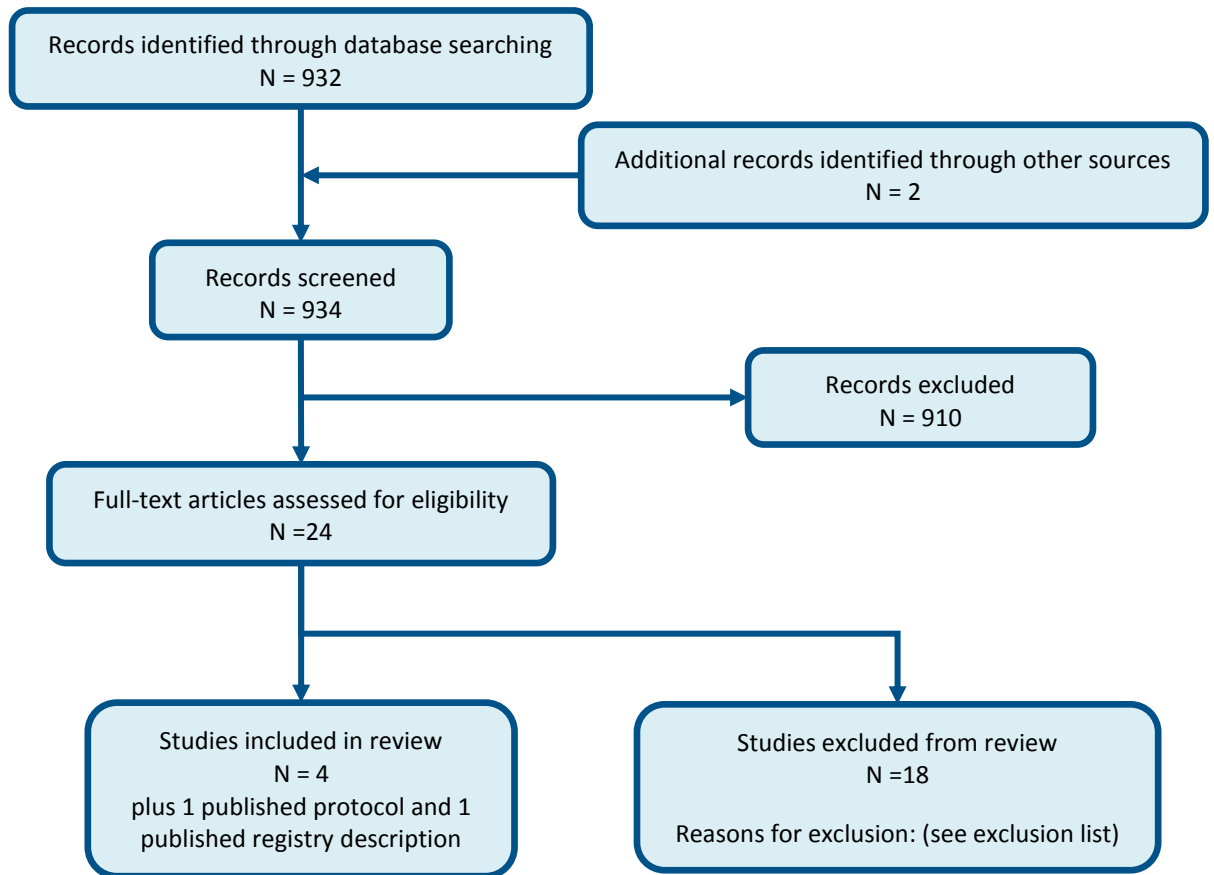 Records identified through database searching
N = 932
Additional records identified through other sources
N = 2
Records screened
N = 934
Records excluded
N = 910
Full-text articles assessed for eligibility
N =24
Studies included in review
N = 4
plus 1 published protocol and 1
published registry description
Studies excluded from review
N =18
Reasons for exclusion: (see exclusion list)